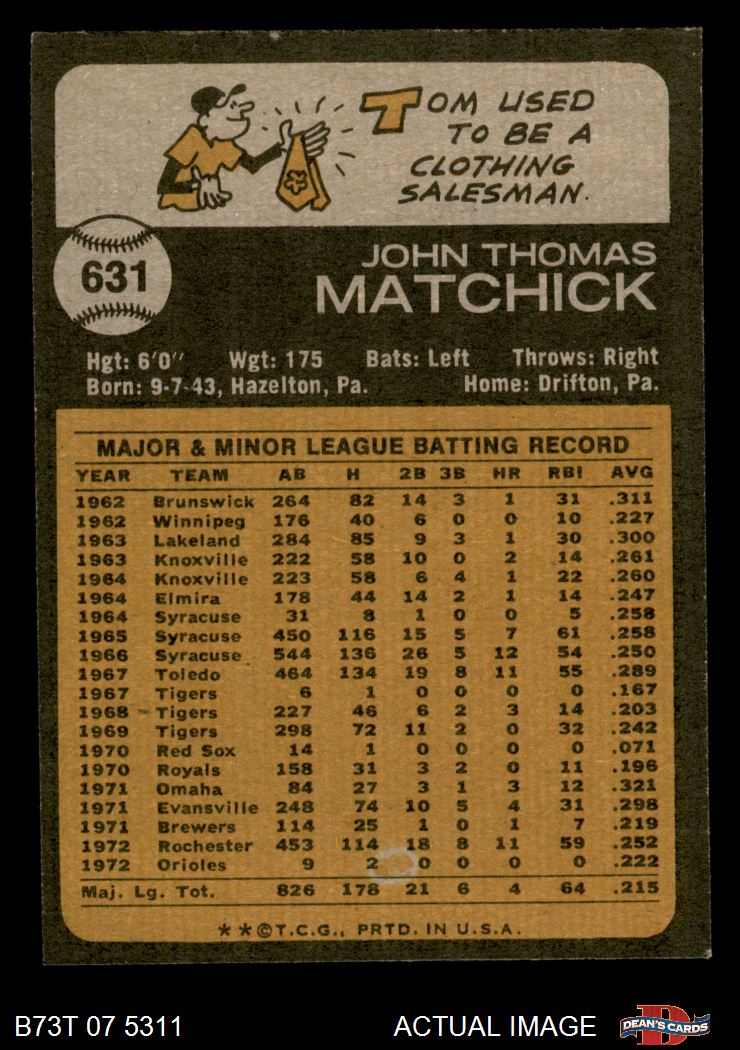 TOM USED
TO BE A
CLOTHING
SALESMAN.
631
JOHN THOMAS
MATCHICK
Hgt: 6'0" Wgt: 175 Bats: Left Throws: Right
Born: 9-7-43, Hazelton, Pa. Home: Drifton, Pa.
MAJOR & MINOR LEAGUE BATTING RECORD
YEAR TEAM AB H 2B 3B HR RBI AVG
1962 Brunswick 264 82 14 3 1 31 .311
1962 Winnipeg 176 40 6 0 0 10 .227
1963 Lakeland 284 85 9 3 1 30 .300
1963 Knoxville 222 58 10 0 2 14 .261
1964 Knoxville 223 58 6 4 1 22 .260
1964 Elmira 178 44 14 2 1 14 .247
1964 Syracuse 31 8 1 0 0 5 .258
1965 Syracuse 450 116 15 5 7 61 .258
1966 Syracuse 544 136 26 5 12 54 .250
1967 Toledo 464 134 19 8 11 55 .289
1967 Tigers 6 1 0 0 0 0 .167
1968 Tigers 227 46 6 2 3 14 .203
1969 Tigers 298 72 11 2 0 32 .242
1970 Red Sox 14 1 0 0 0 0 .071
1970 Royals 158 31 3 2 0 11 .196
1971 Omaha 84 27 3 1 3 12 .321
1971 Evansville 248 74 10 5 4 31 .298
1971 Brewers 114 25 1 0 1 7 .219
1972 Rochester 453 114 18 8 11 59 .252
1972 Orioles 9 2 0 0 0 0 .222
Maj. Lg. Tot. 826 178 21 6 4 64 .215
★★©T.C.G., PRTD. IN U.S.A.
B73T 07 5311 ACTUAL IMAGE D DEAN'S CARDS